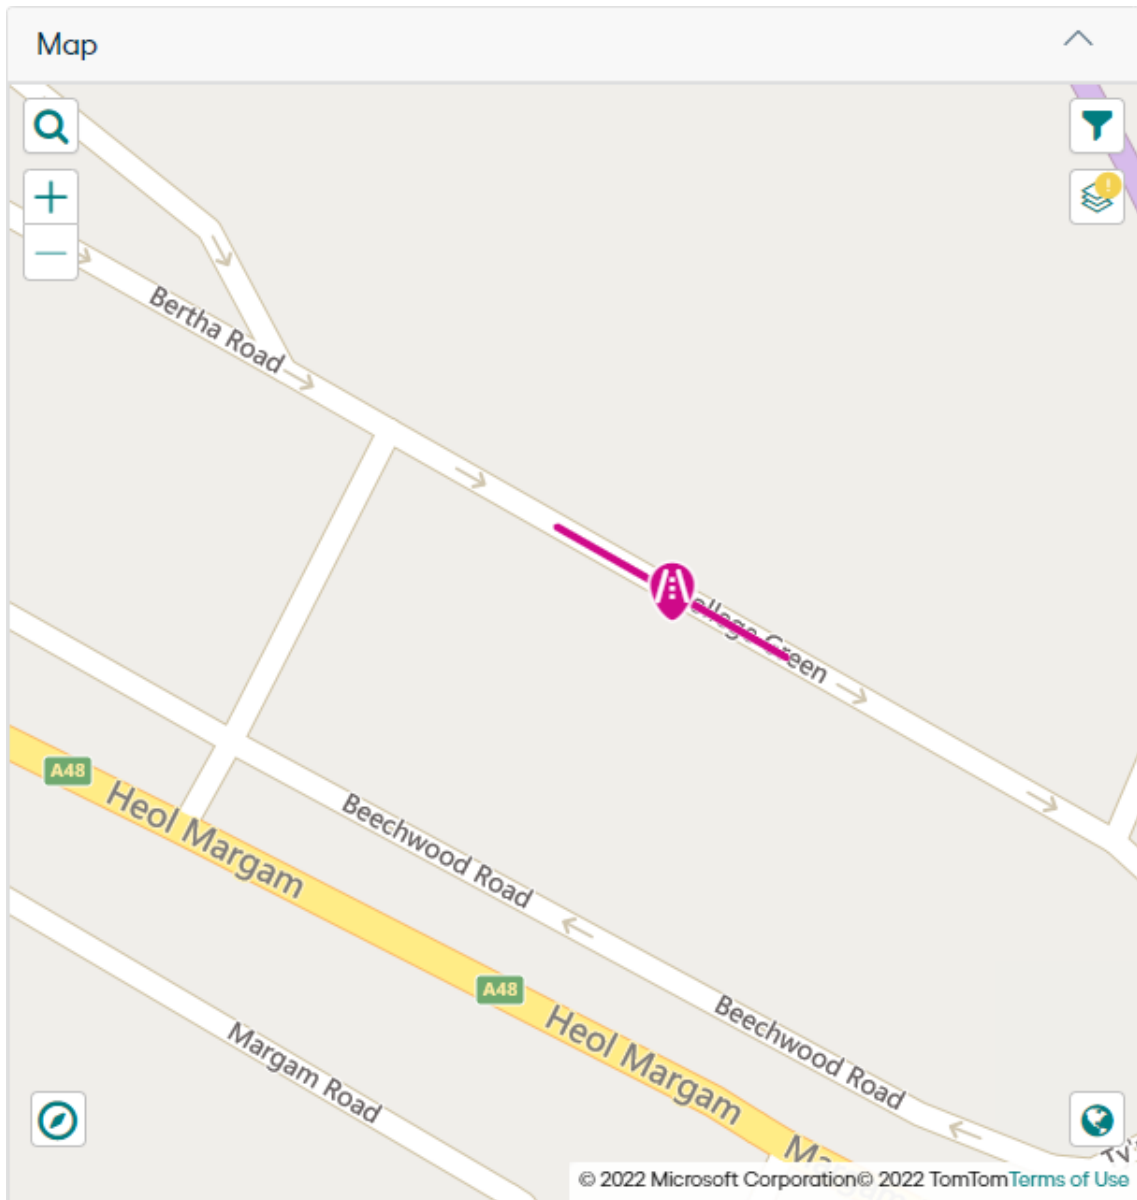 Map
!
Bertha Road
ollege Green
A48
Heol Margam
Beechwood Road
A48
Heol Margam
Beechwood Road
Margam Road
© 2022 Microsoft Corporation© 2022 TomTomTerms of Use